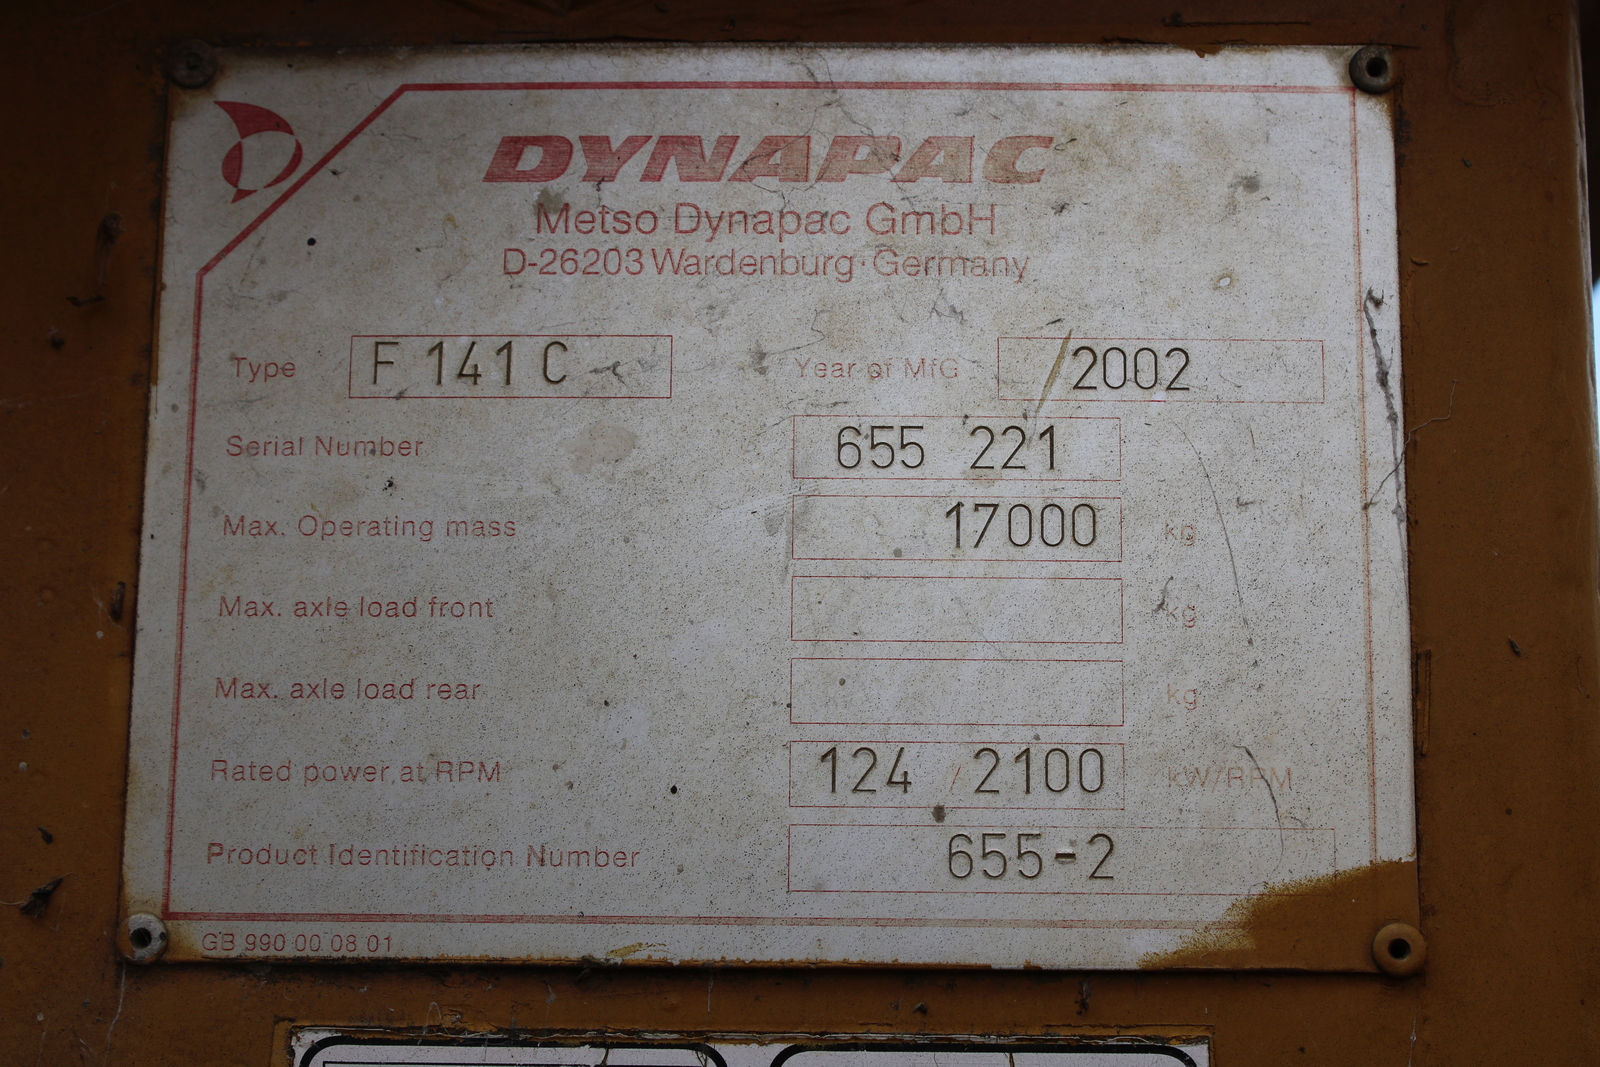 DYNAPAC
Metso Dynapac GmbH
D-26203 Wardenburg · Germany
Type F 141 C Year of MfG /2002
Serial Number 655 221
Max. Operating mass 17000 kg
Max. axle load front kg
Max. axle load rear kg
Rated power at RPM 124 / 2100 kW/RPM
Product Identification Number 655-2
GB 990 00 08 01